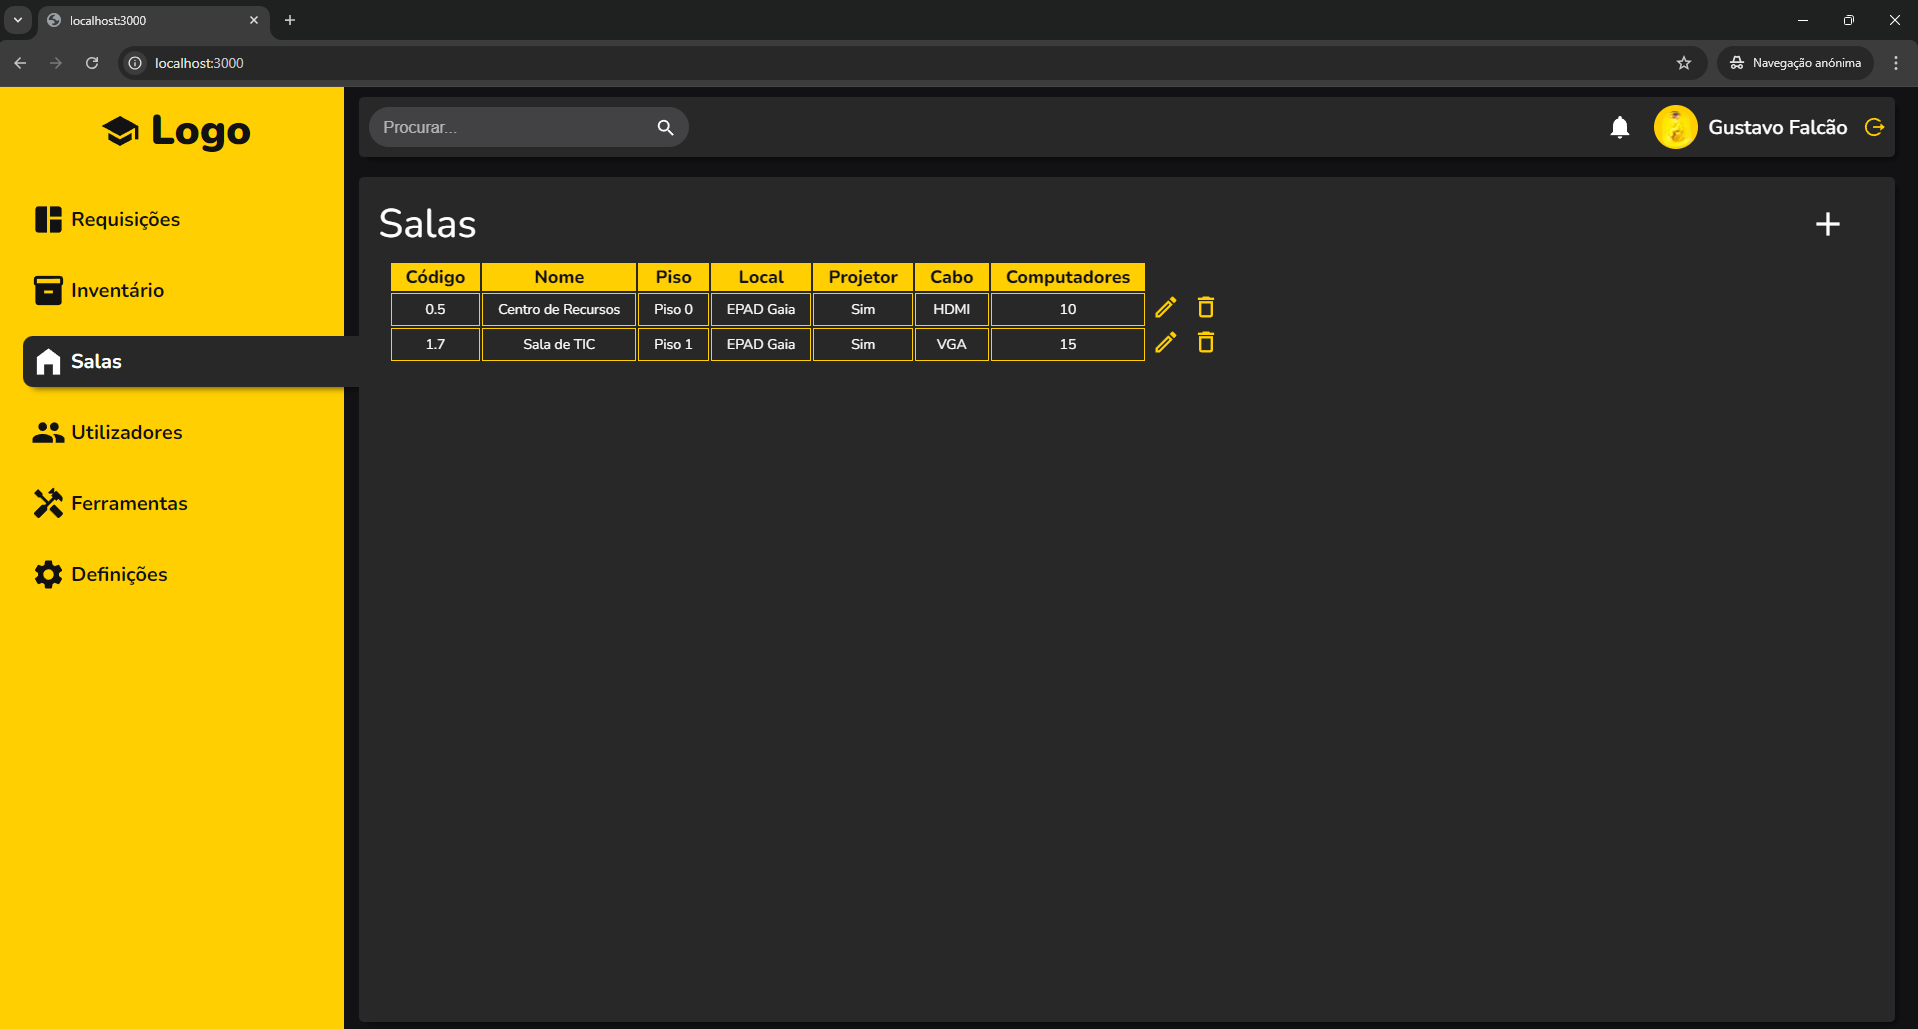 localhost:3000
localhost:3000
Navegação anónima
Logo
Procurar...
Gustavo Falcão
Requisições
Inventário
Salas
Utilizadores
Ferramentas
Definições
Salas
Código Nome Piso Local Projetor Cabo Computadores
0.5 Centro de Recursos Piso 0 EPAD Gaia Sim HDMI 10
1.7 Sala de TIC Piso 1 EPAD Gaia Sim VGA 15